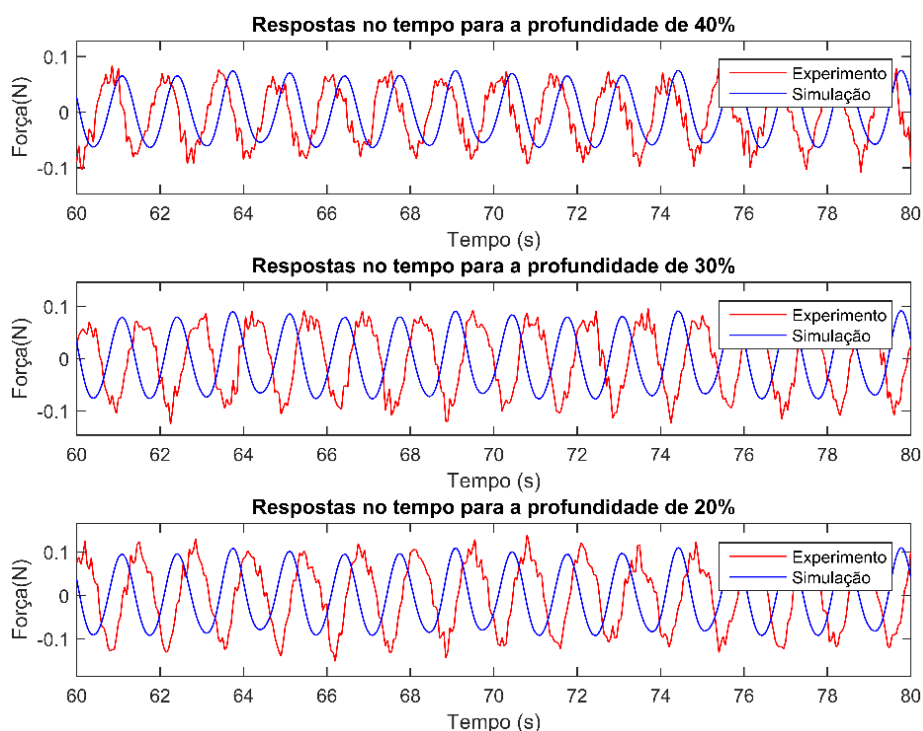 Respostas no tempo para a profundidade de 40%
0.1
0
-0.1
Força(N)
Experimento
Simulação
60 62 64 66 68 70 72 74 76 78 80
Tempo (s)
Respostas no tempo para a profundidade de 30%
0.1
0
-0.1
Força(N)
Experimento
Simulação
60 62 64 66 68 70 72 74 76 78 80
Tempo (s)
Respostas no tempo para a profundidade de 20%
0.1
0
-0.1
Força(N)
Experimento
Simulação
60 62 64 66 68 70 72 74 76 78 80
Tempo (s)